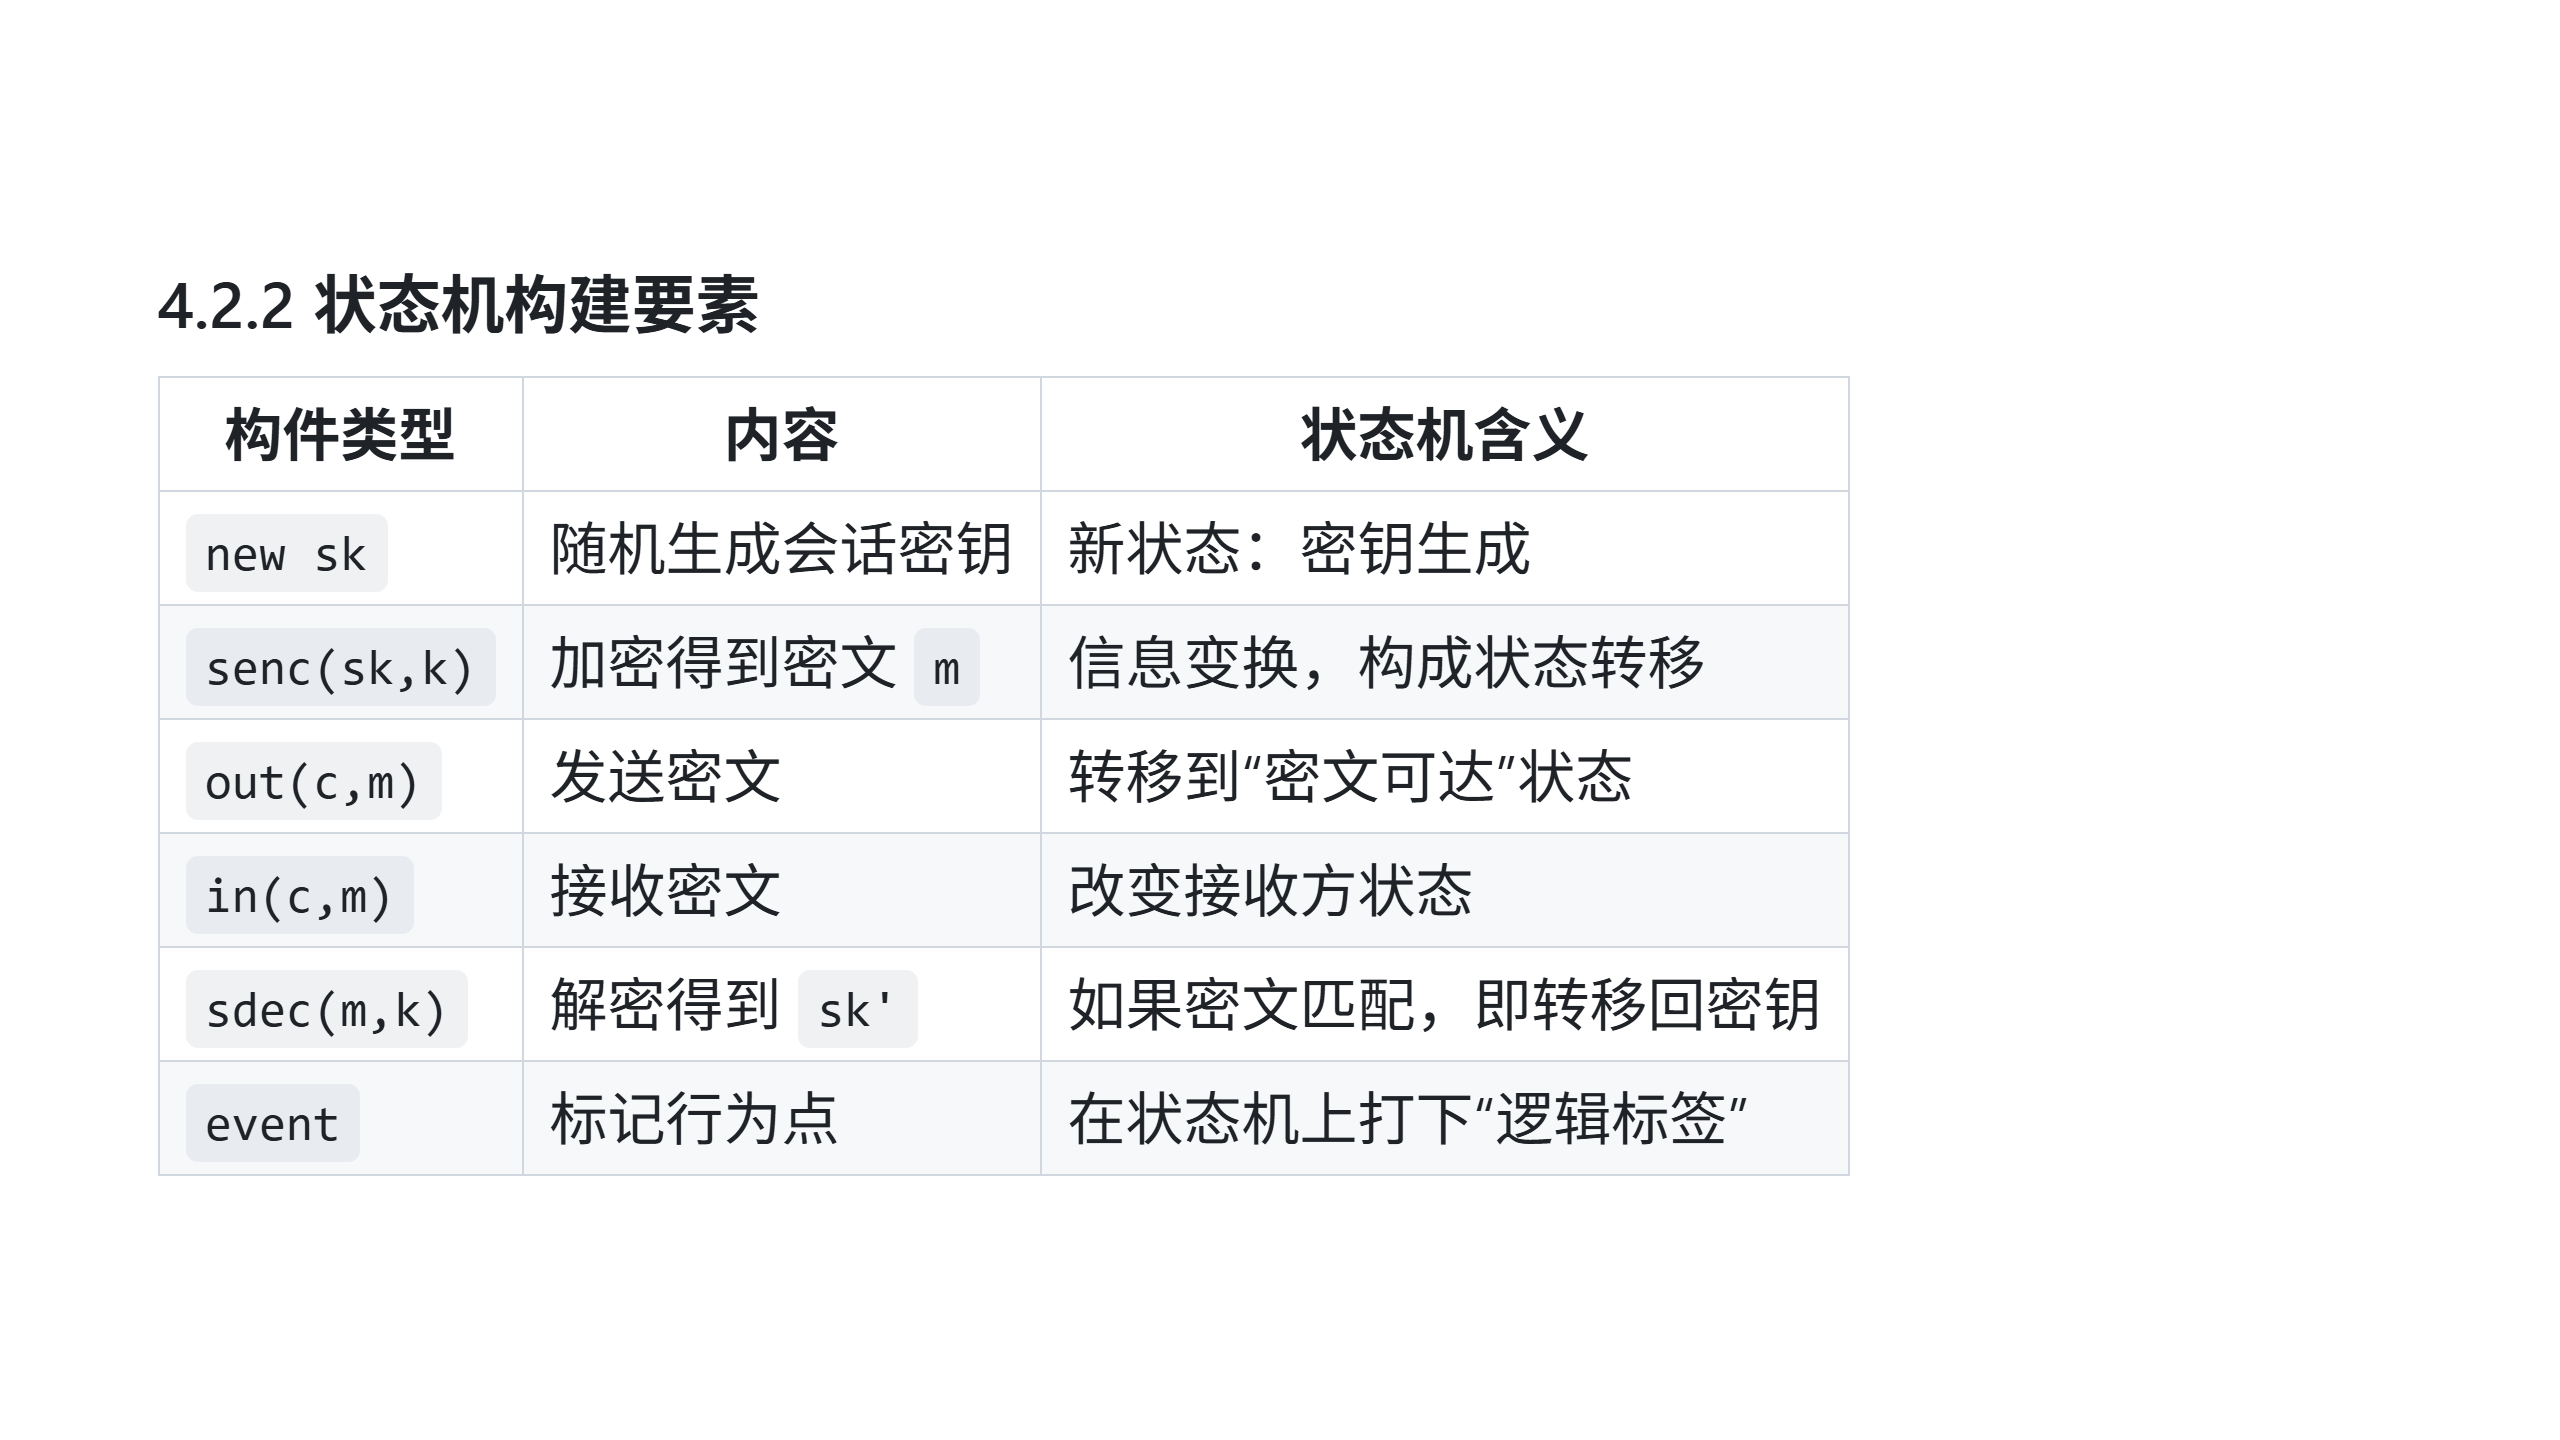 4.2.2 状态机构建要素
构件类型 内容 状态机含义
new sk 随机生成会话密钥 新状态：密钥生成
senc(sk,k) 加密得到密文 m 信息变换，构成状态转移
out(c,m) 发送密文 转移到“密文可达”状态
in(c,m) 接收密文 改变接收方状态
sdec(m,k) 解密得到 sk' 如果密文匹配，即转移回密钥
event 标记行为点 在状态机上打下“逻辑标签”